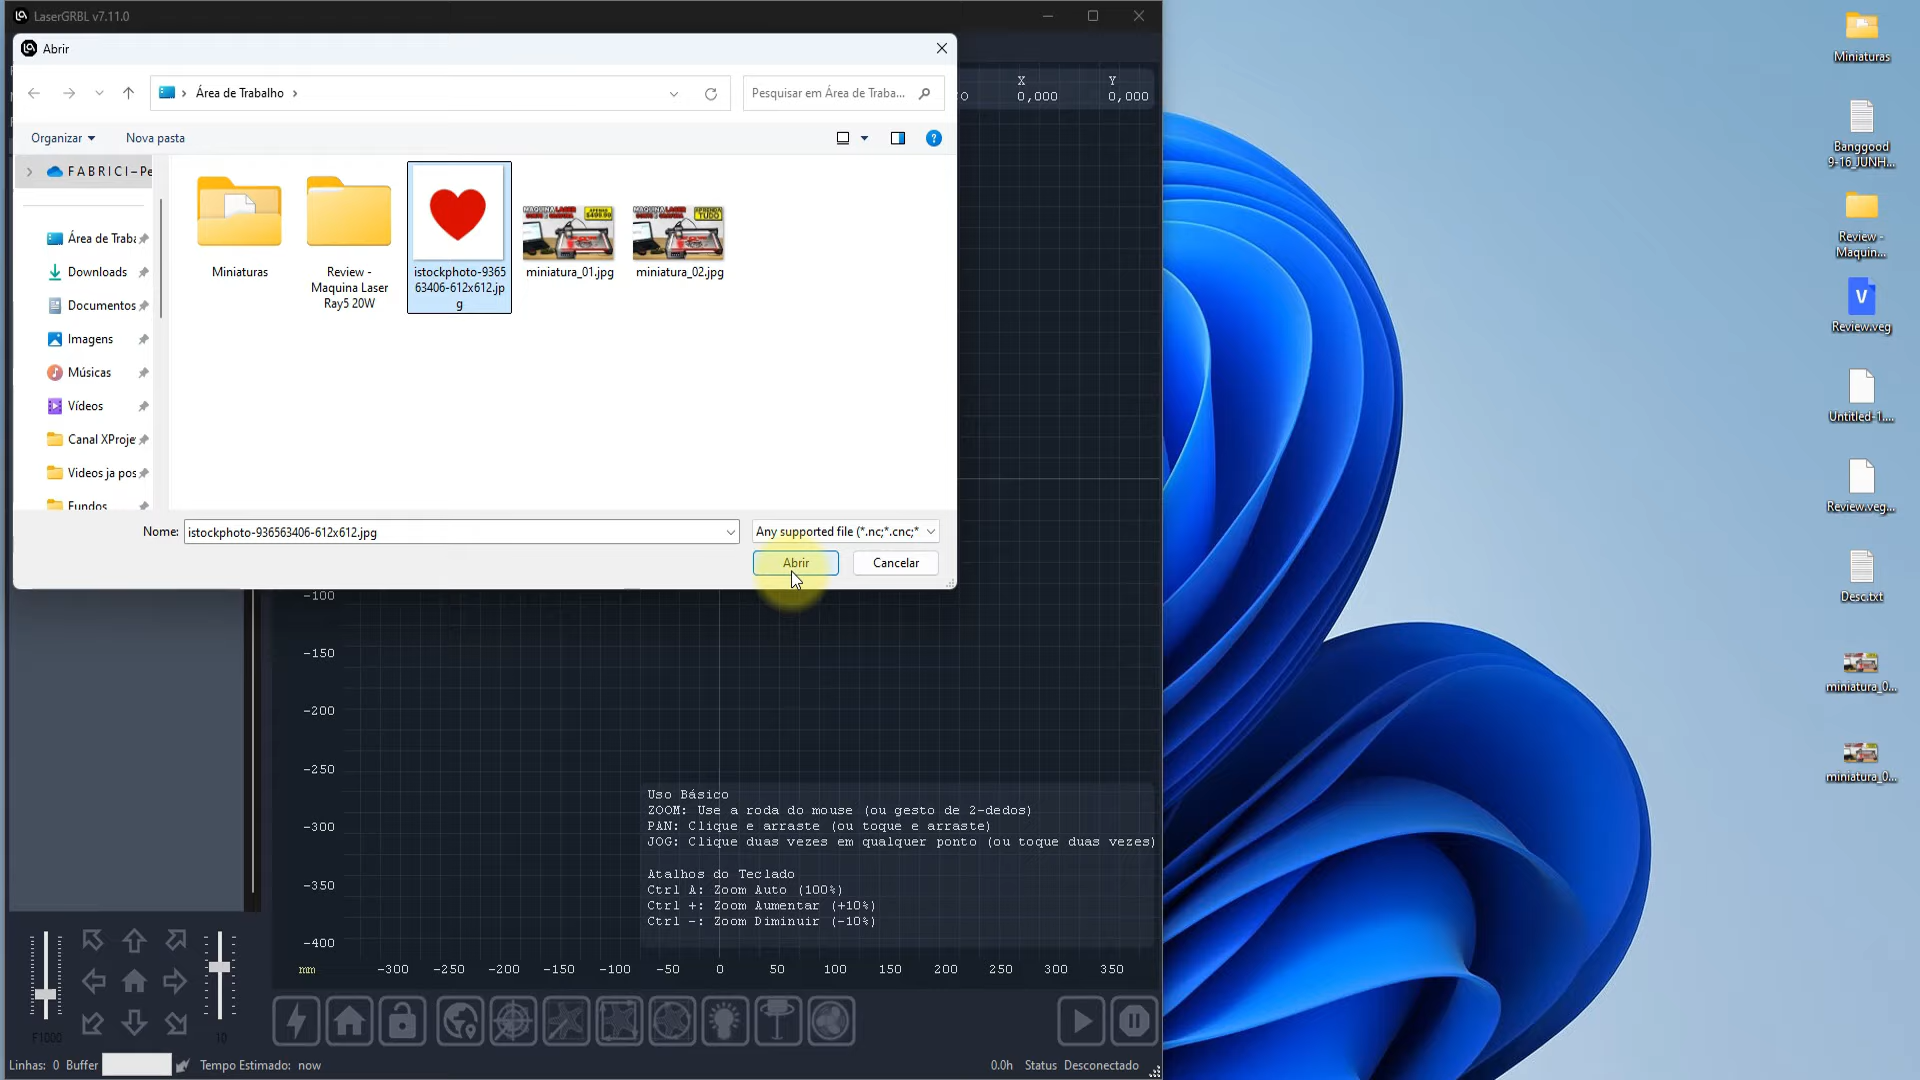 LaserGRBL v7.11.0
Abrir
Área de Trabalho
Pesquisar em Área de Traba...
X
Y
0,000
0,000
Organizar
Nova pasta
F A B R I C I – Pe
Área de Traba
Downloads
Documentos
Imagens
Músicas
Vídeos
Canal XProje
Videos ja pos
Fundos
Miniaturas
Review -
Maquina Laser
Ray5 20W
istockphoto-9365
63406-612x612.jp
g
miniatura_01.jpg
miniatura_02.jpg
Nome:
istockphoto-936563406-612x612.jpg
Any supported file (*.nc;*.cnc;*
Abrir
Cancelar
-100
-150
-200
-250
-300
-350
-400
mm
-300
-250
-200
-150
-100
-50
0
50
100
150
200
250
300
350
Uso Básico
ZOOM: Use a roda do mouse (ou gesto de 2-dedos)
PAN: Clique e arraste (ou toque e arraste)
JOG: Clique duas vezes em qualquer ponto (ou toque duas vezes)
Atalhos do Teclado
Ctrl A: Zoom Auto (100%)
Ctrl +: Zoom Aumentar (+10%)
Ctrl -: Zoom Diminuir (-10%)
F1000
10
Linhas: 0 Buffer
Tempo Estimado: now
0.0h
Status Desconectado
Miniaturas
Banggood
9-16 JUNH...
Review -
Maquin...
Review.veg
Untitled-1....
Review.veg...
Desc.txt
miniatura_0...
miniatura_0...